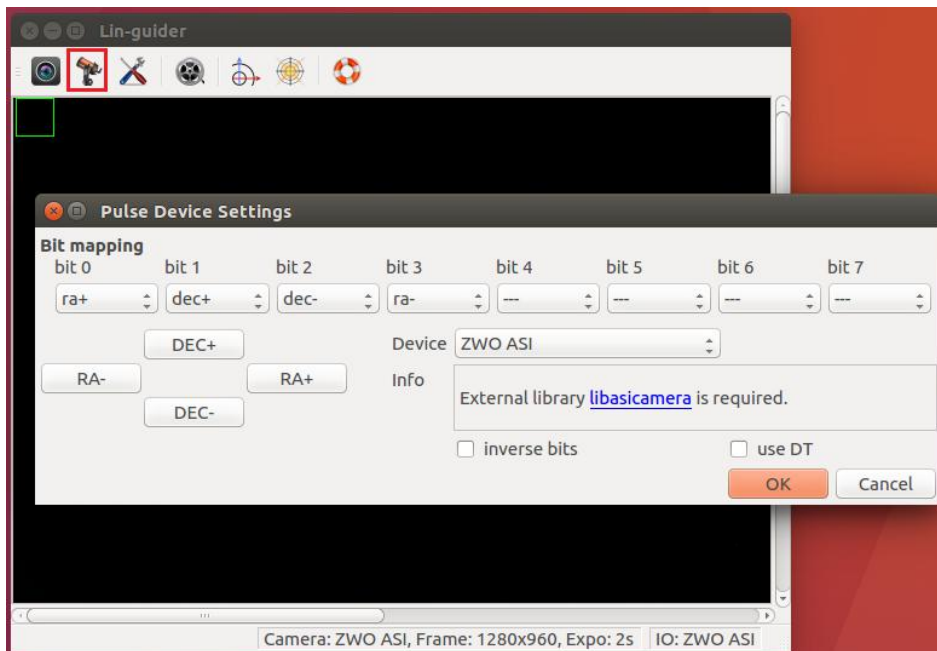 Lin-guider
Pulse Device Settings
Bit mapping
bit 0 bit 1 bit 2 bit 3 bit 4 bit 5 bit 6 bit 7
ra+ dec+ dec- ra- --- --- --- ---
DEC+ Device ZWO ASI
RA- RA+ Info
External library libasicamera is required.
DEC-
inverse bits use DT
OK Cancel
Camera: ZWO ASI, Frame: 1280x960, Expo: 2s IO: ZWO ASI